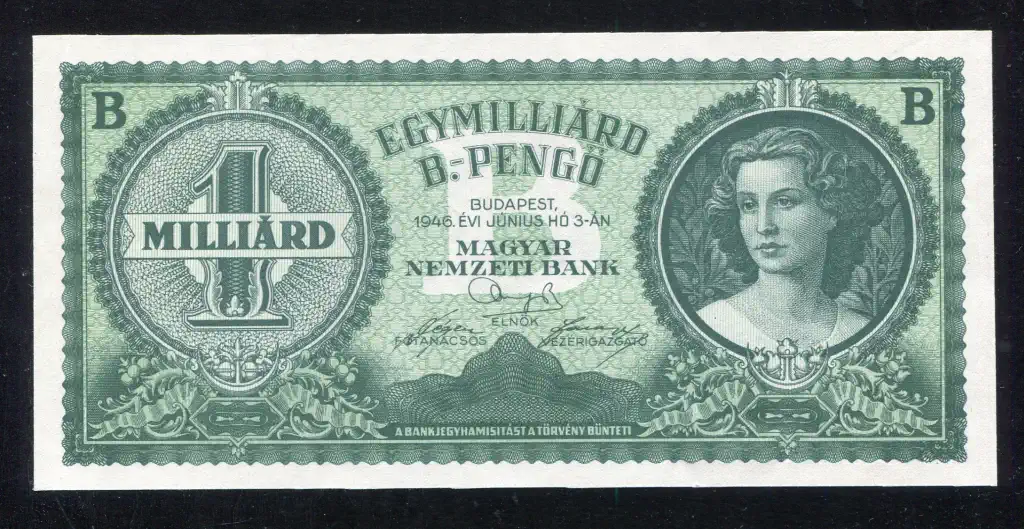 B
B
1
MILLIÁRD
EGYMILLIÁRD
B.-PENGŐ
B
BUDAPEST,
1946. ÉVI JÚNIUS HÓ 3-ÁN
MAGYAR
NEMZETI BANK
ELNÖK
FŐTANÁCSOS VEZÉRIGAZGATÓ
A BANKJEGYHAMISITÁST A TÖRVÉNY BÜNTETI